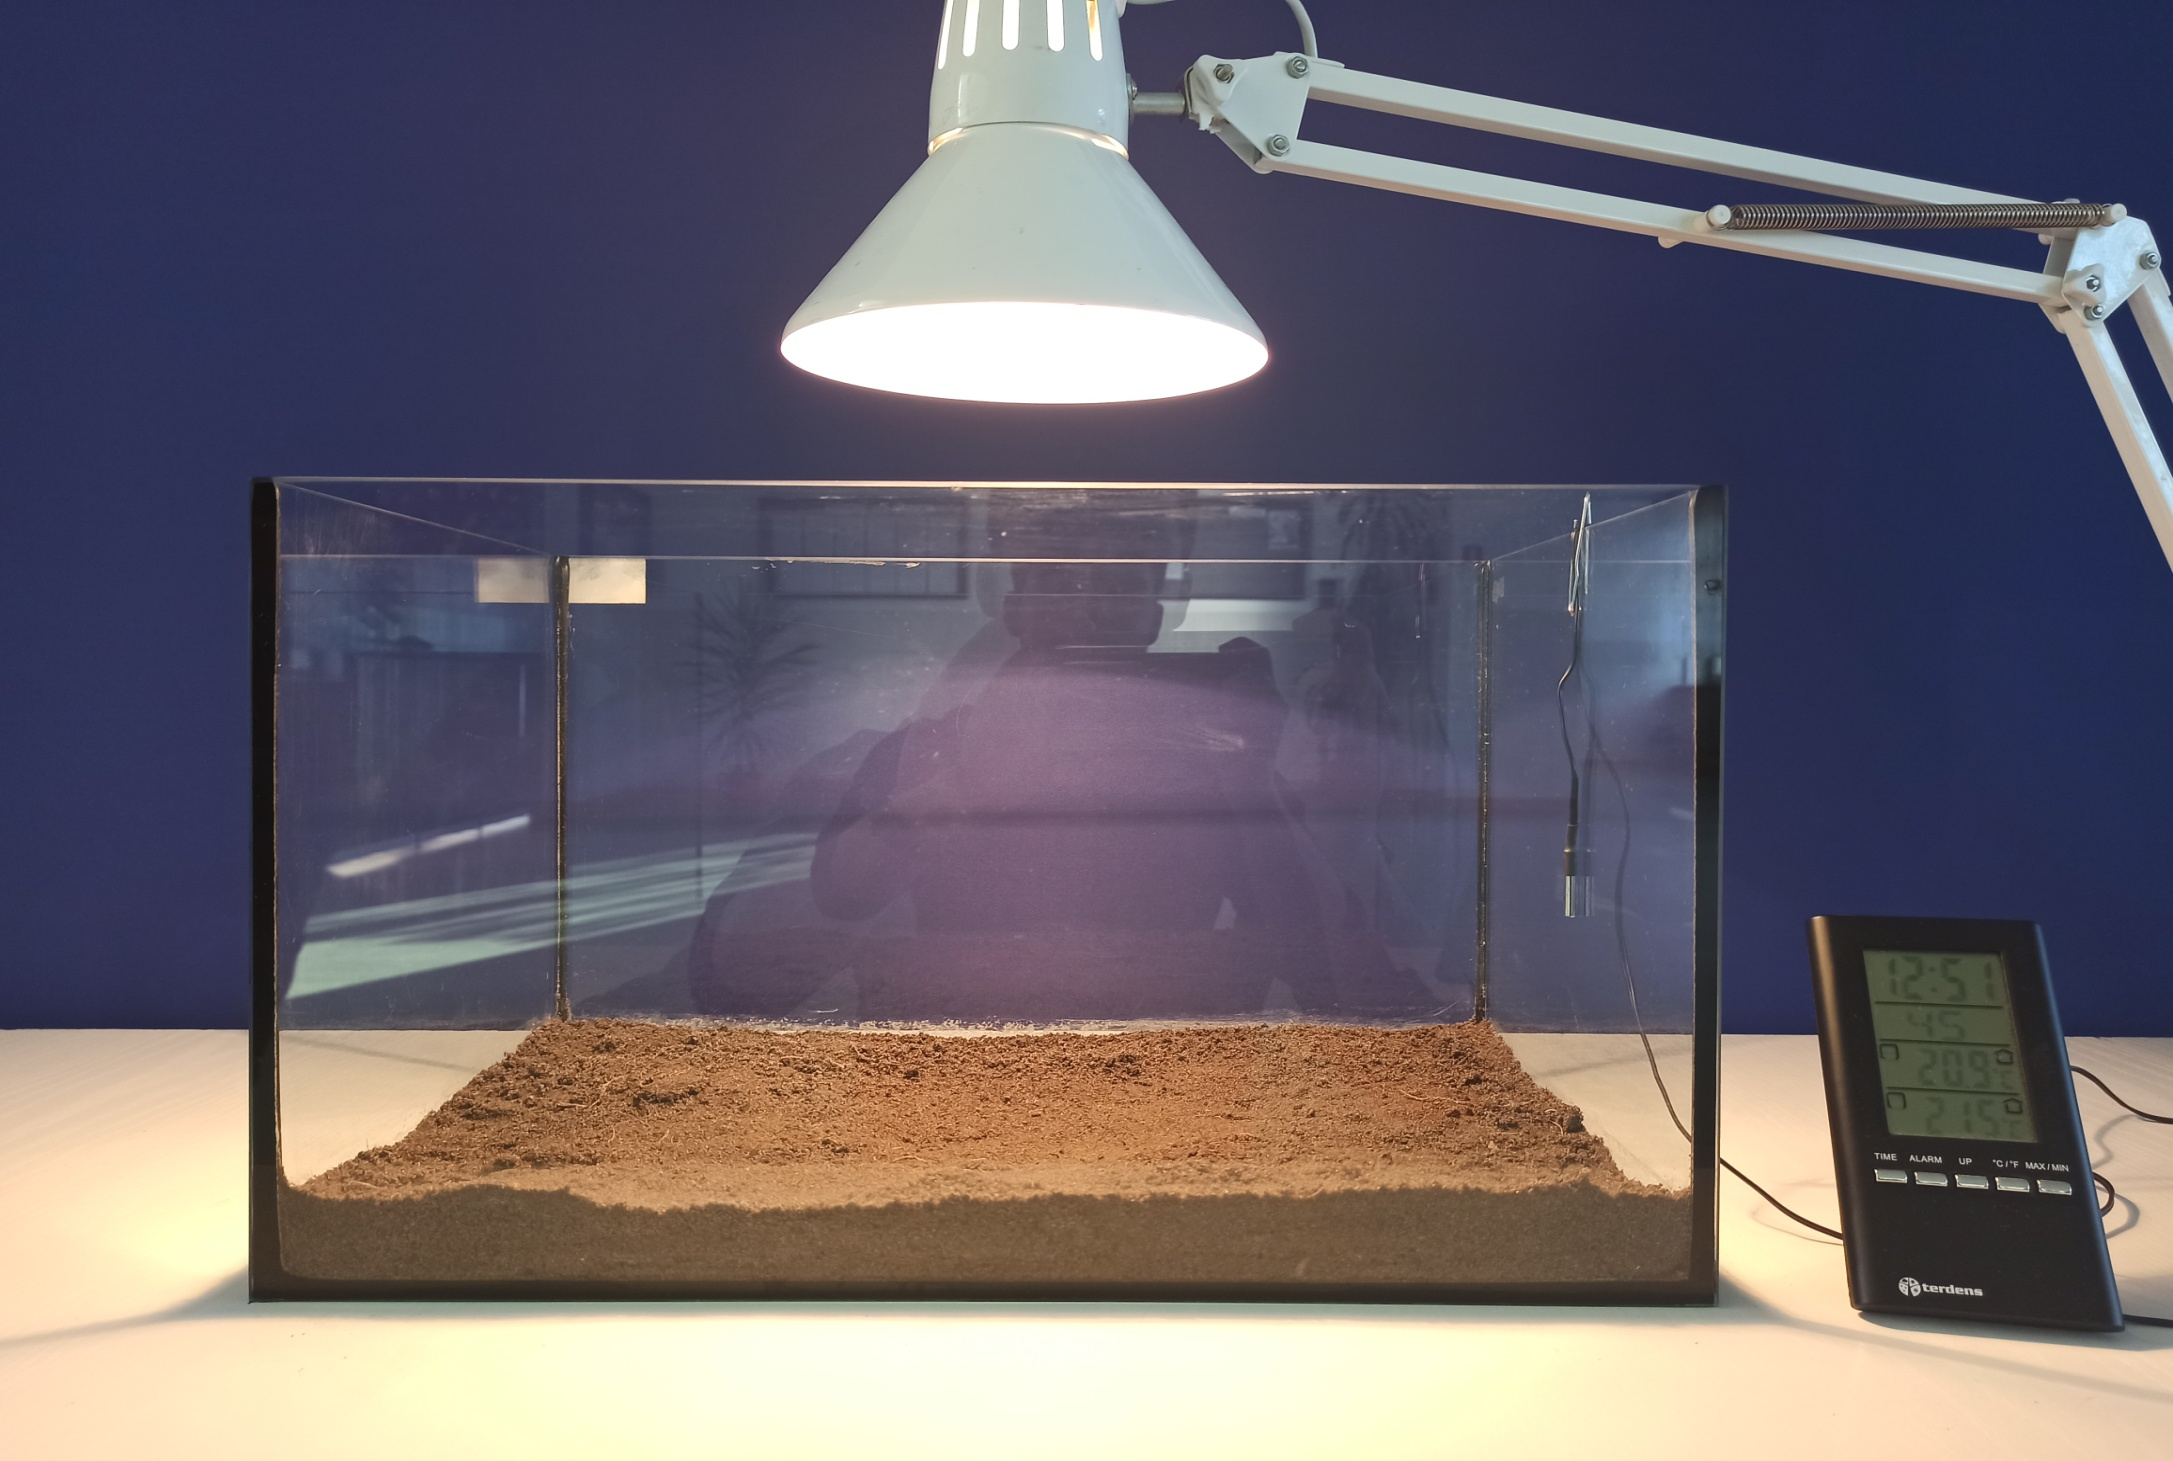 12:51
45
20.9°C
21.5°C
TIME ALARM UP °C/°F MAX/MIN
terdens